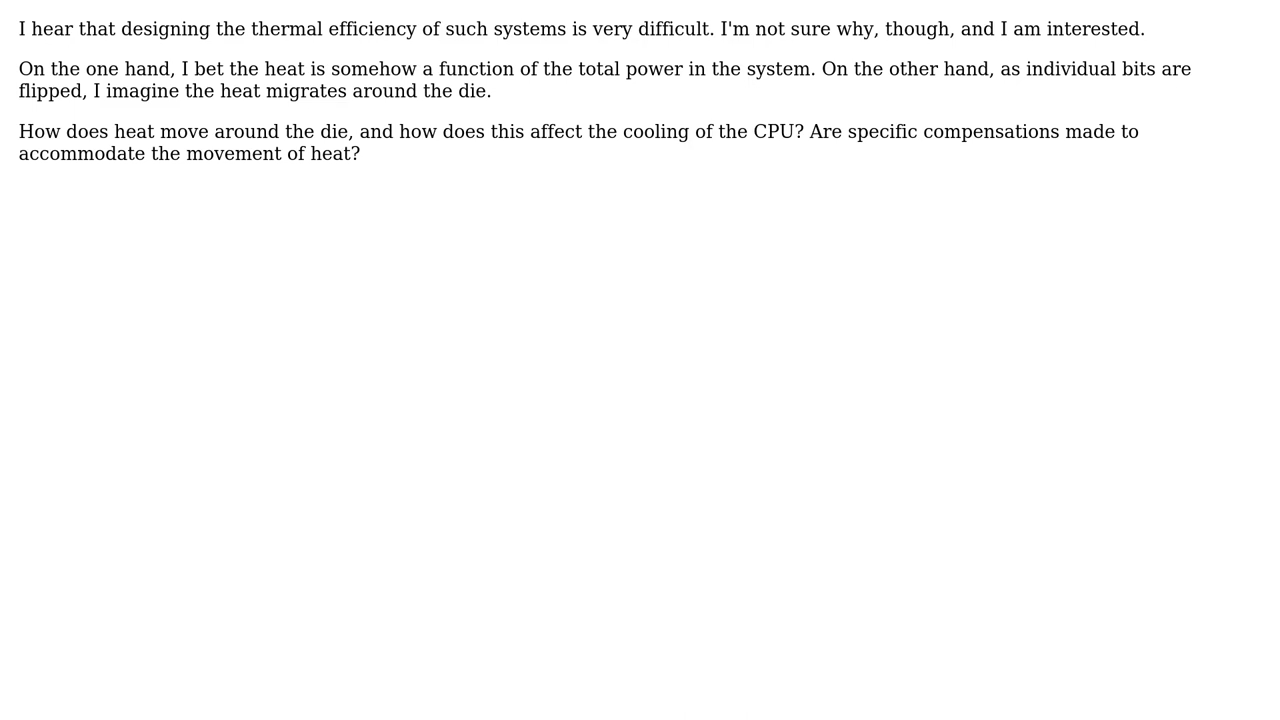 I hear that designing the thermal efficiency of such systems is very difficult. I'm not sure why, though, and I am interested.
On the one hand, I bet the heat is somehow a function of the total power in the system. On the other hand, as individual bits are
flipped, I imagine the heat migrates around the die.
How does heat move around the die, and how does this affect the cooling of the CPU? Are specific compensations made to
accommodate the movement of heat?